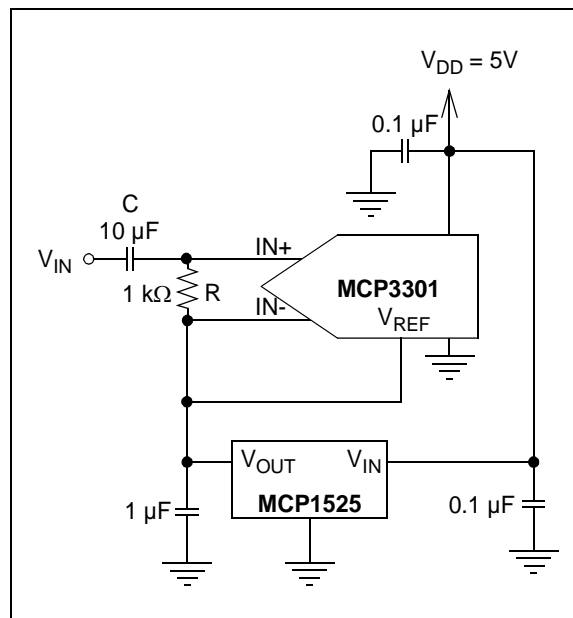 V_DD = 5V
0.1 µF
C
10 µF
V_IN
IN+
1 kΩ
R
MCP3301
IN-
V_REF
V_OUT
V_IN
MCP1525
1 µF
0.1 µF